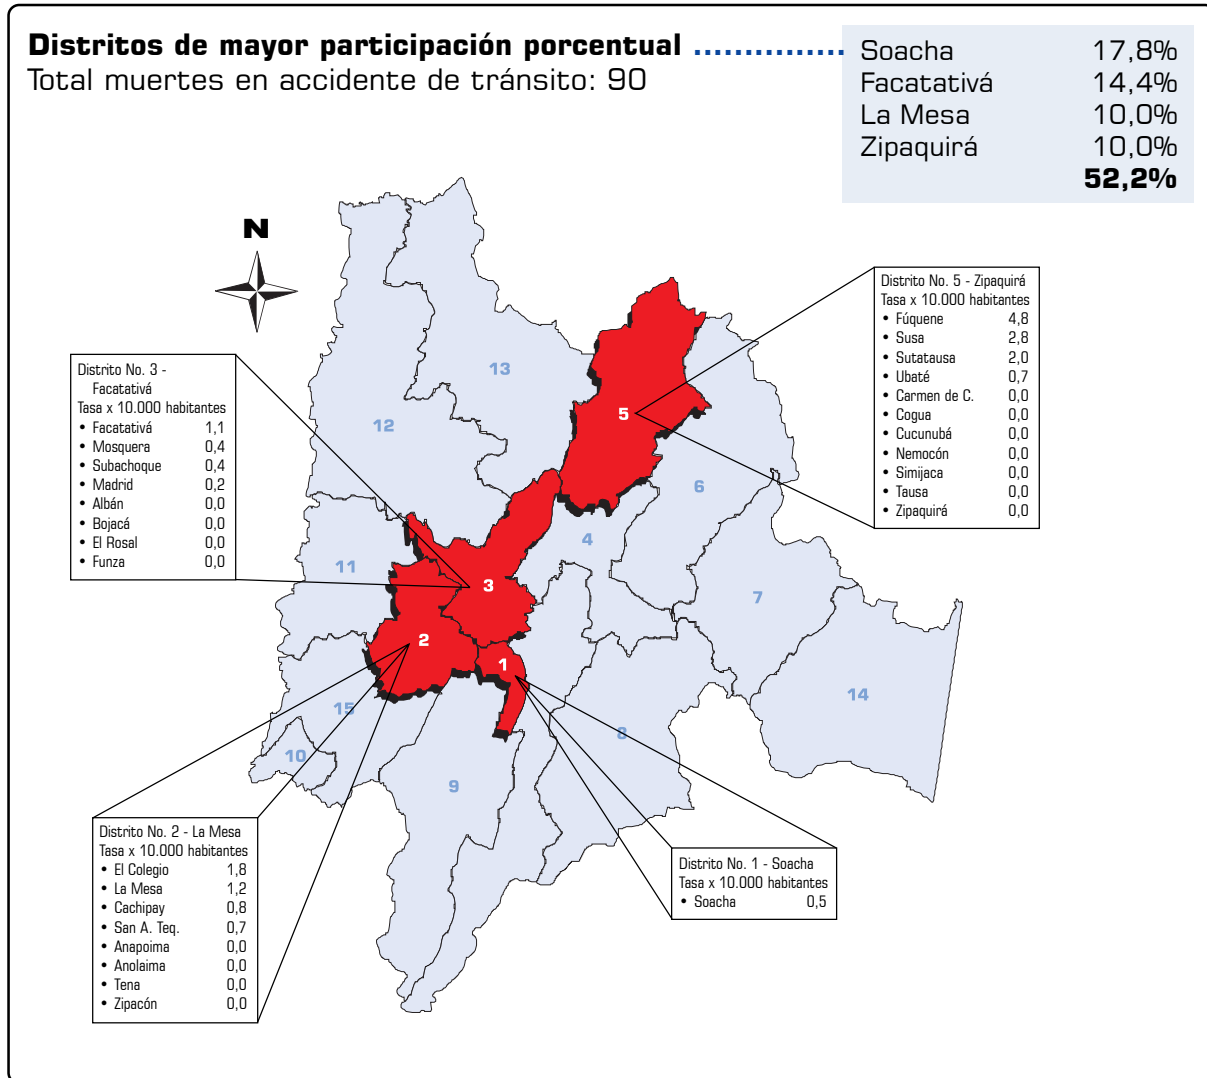 Distritos de mayor participación porcentual ...............
Total muertes en accidente de tránsito: 90
Soacha 17,8%
Facatativá 14,4%
La Mesa 10,0%
Zipaquirá 10,0%
52,2%
N
Distrito No. 5 - Zipaquirá
Tasa x 10.000 habitantes
• Fúquene 4,8
• Susa 2,8
• Sutatausa 2,0
• Ubaté 0,7
• Carmen de C. 0,0
• Cogua 0,0
• Cucunubá 0,0
• Nemocón 0,0
• Simijaca 0,0
• Tausa 0,0
• Zipaquirá 0,0
Distrito No. 3 -
Facatativá
Tasa x 10.000 habitantes
• Facatativá 1,1
• Mosquera 0,4
• Subachoque 0,4
• Madrid 0,2
• Albán 0,0
• Bojacá 0,0
• El Rosal 0,0
• Funza 0,0
13
12
5
6
4
11
3
7
2
1
14
15
8
10
9
Distrito No. 2 - La Mesa
Tasa x 10.000 habitantes
• El Colegio 1,8
• La Mesa 1,2
• Cachipay 0,8
• San A. Teq. 0,7
• Anapoima 0,0
• Anolaima 0,0
• Tena 0,0
• Zipacón 0,0
Distrito No. 1 - Soacha
Tasa x 10.000 habitantes
• Soacha 0,5